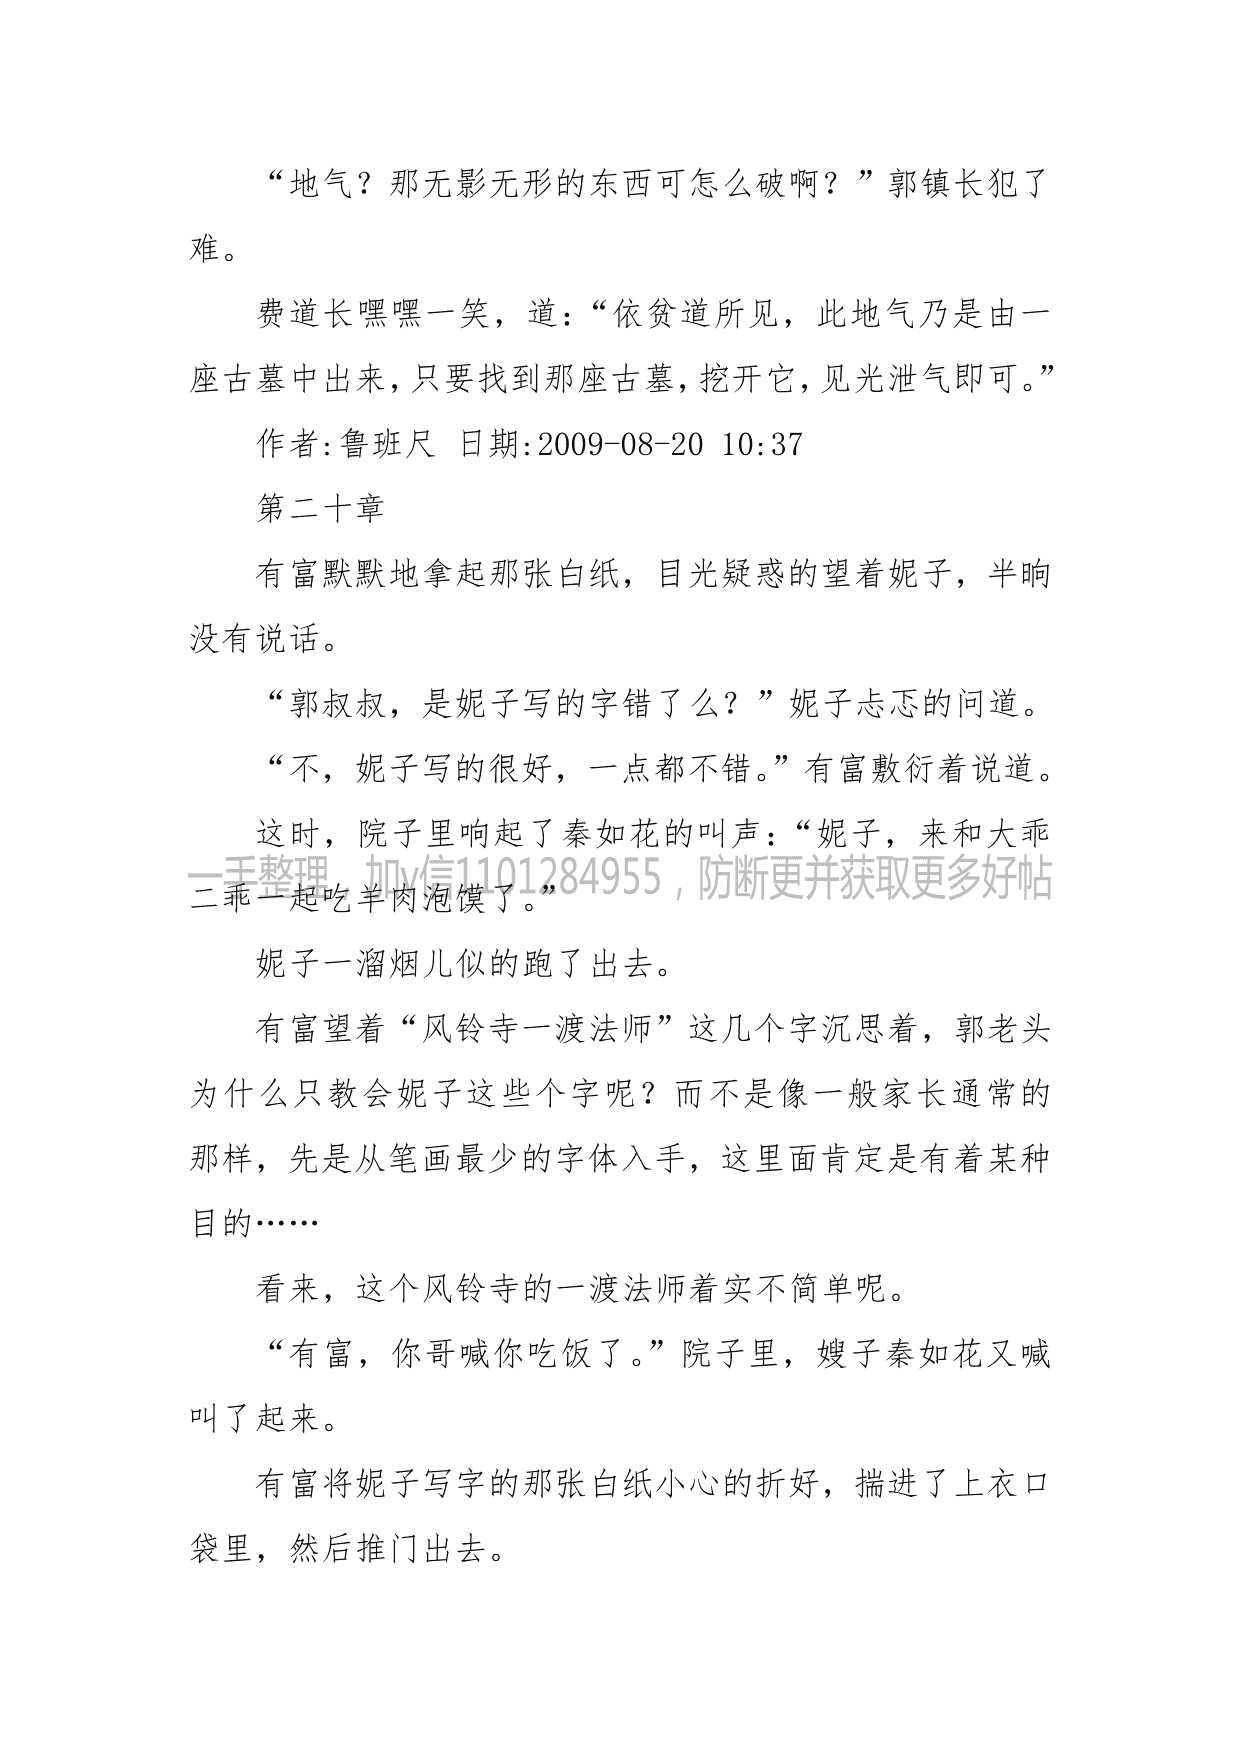 “地气？那无影无形的东西可怎么破啊？”郭镇长犯了
难。
费道长嘿嘿一笑，道：“依贫道所见，此地气乃是由一
座古墓中出来，只要找到那座古墓，挖开它，见光泄气即可。”
作者:鲁班尺 日期:2009-08-20 10:37
第二十章
有富默默地拿起那张白纸，目光疑惑的望着妮子，半晌
没有说话。
“郭叔叔，是妮子写的字错了么？”妮子忐忑的问道。
“不，妮子写的很好，一点都不错。”有富敷衍着说道。
这时，院子里响起了秦如花的叫声：“妮子，来和大乖
一手整理，加v信1101284955，防断更并获取更多好帖
二乖一起吃羊肉泡馍了。”
妮子一溜烟儿似的跑了出去。
有富望着“风铃寺一渡法师”这几个字沉思着，郭老头
为什么只教会妮子这些个字呢？而不是像一般家长通常的
那样，先是从笔画最少的字体入手，这里面肯定是有着某种
目的……
看来，这个风铃寺的一渡法师着实不简单呢。
“有富，你哥喊你吃饭了。”院子里，嫂子秦如花又喊
叫了起来。
有富将妮子写字的那张白纸小心的折好，揣进了上衣口
袋里，然后推门出去。